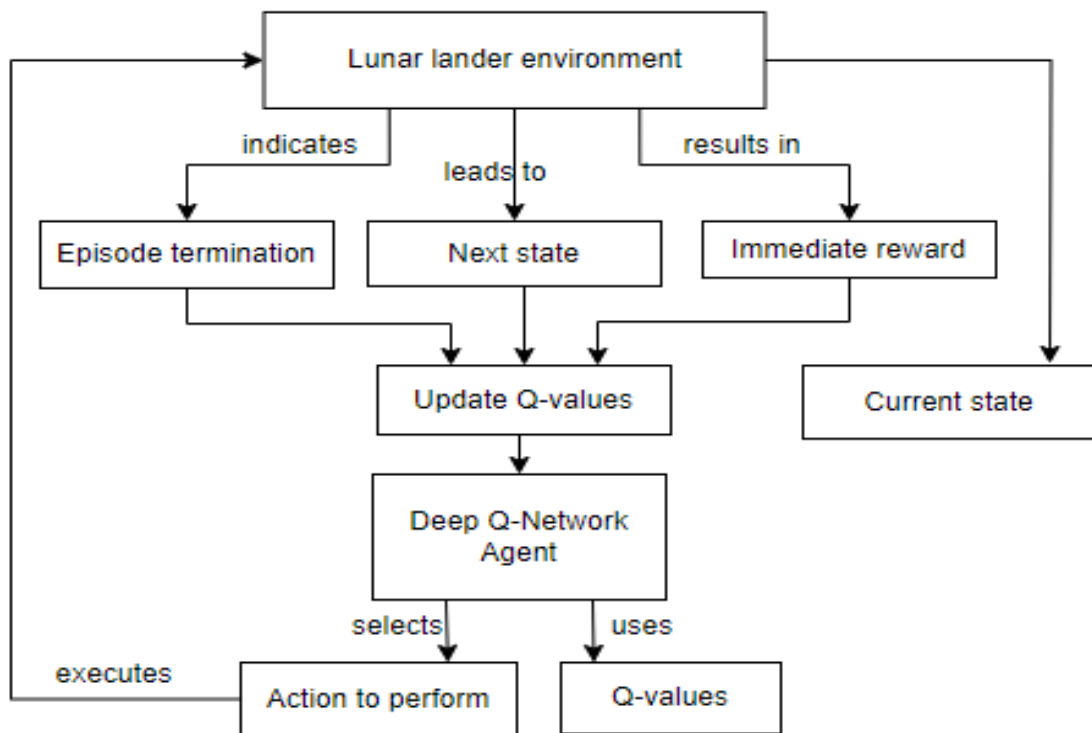 Lunar lander environment
indicates
leads to
results in
Episode termination
Next state
Immediate reward
Update Q-values
Current state
Deep Q-Network
Agent
selects
uses
executes
Action to perform
Q-values